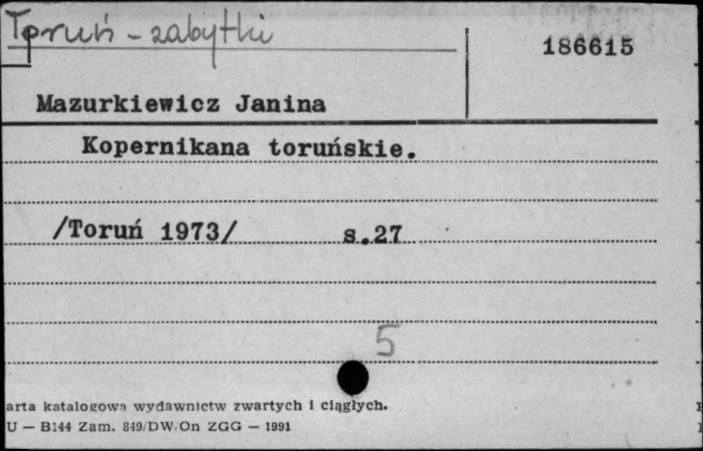 Toruń - zabytki
186615
Mazurkiewicz Janina
Kopernikana toruńskie.
/Toruń 1973/ s.27
5
arta katalogowa wydawnictw zwartych i ciągłych.
U — B144 Zam. 849/DW/On ZGG — 1991